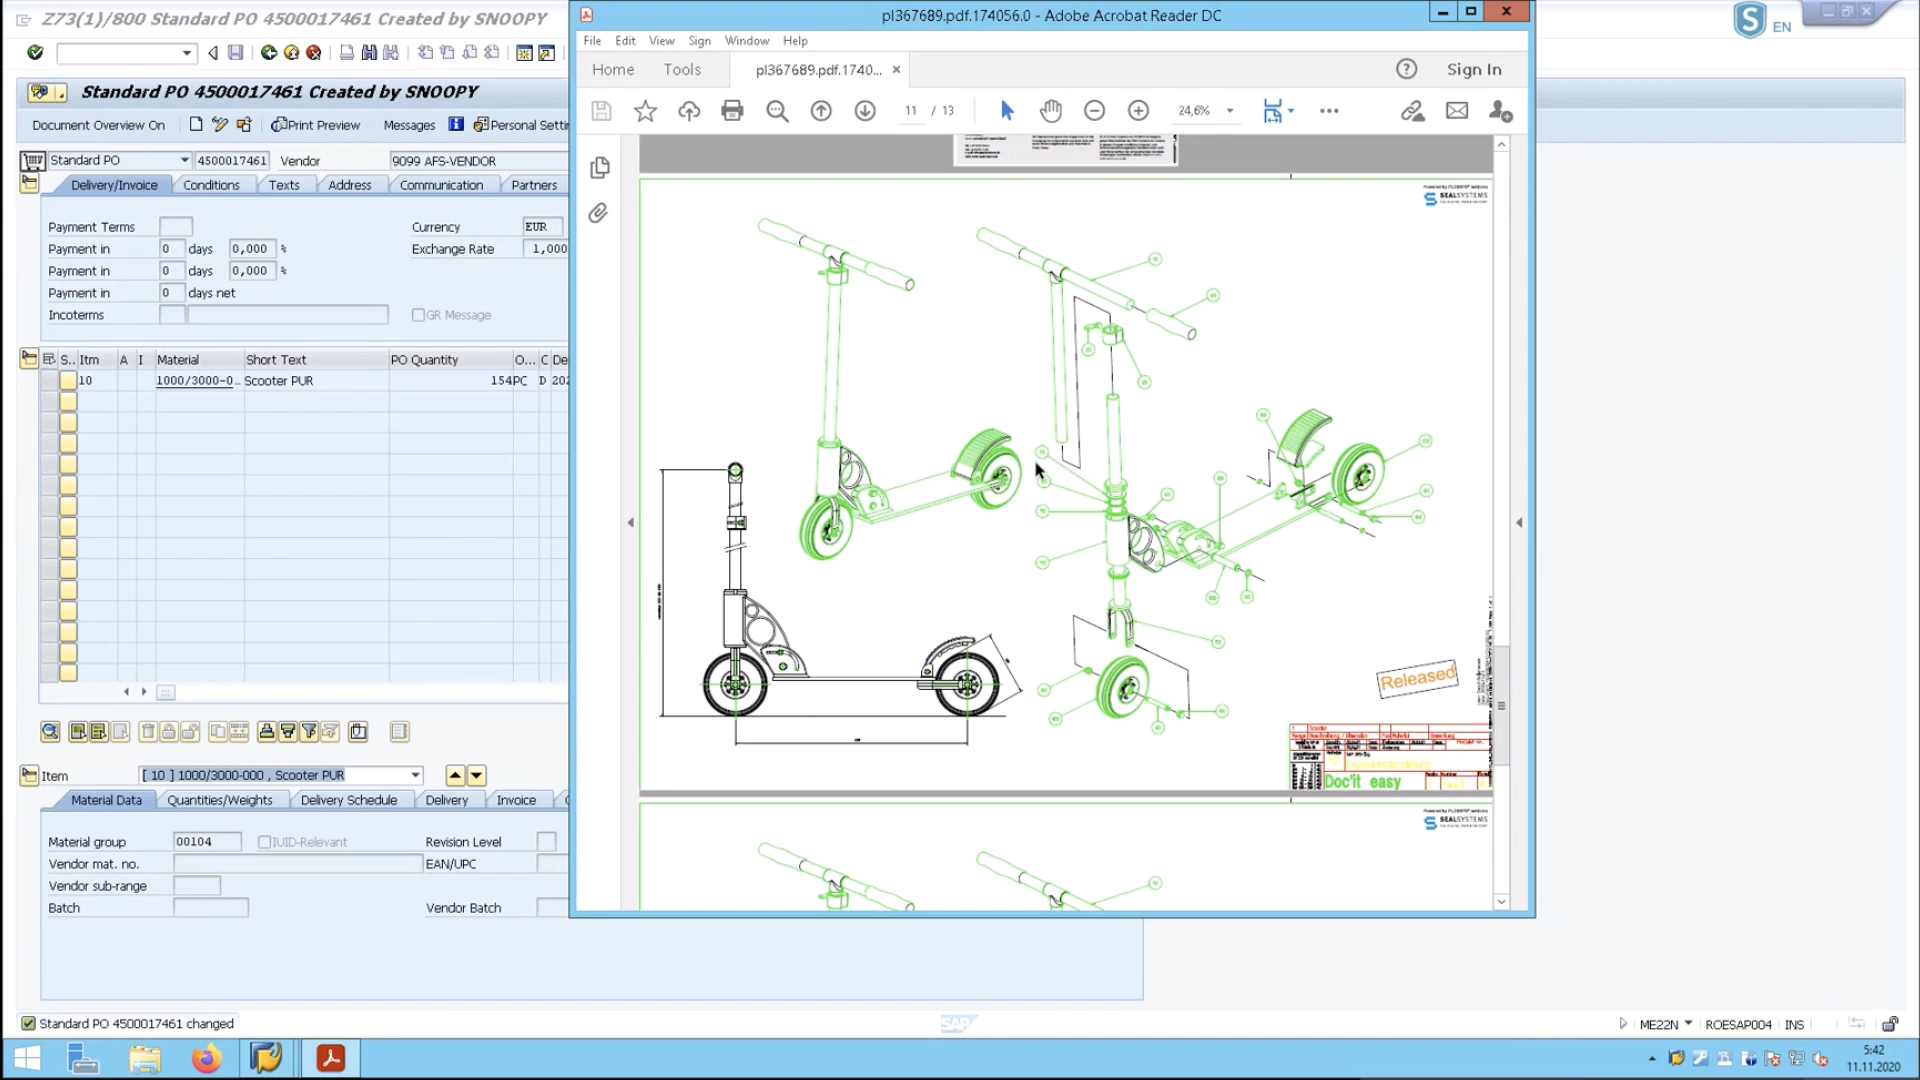 Z73(1)/800 Standard PO 4500017461 Created by SNOOPY
pl367689.pdf.174056.0 - Adobe Acrobat Reader DC
EN
File Edit View Sign Window Help
Home Tools pl367689.pdf.1740... × ? Sign In
11 / 13 24,6%
Standard PO 4500017461 Created by SNOOPY
Document Overview On Print Preview Messages Personal Setti
Standard PO 4500017461 Vendor 9099 AFS-VENDOR
Delivery/Invoice Conditions Texts Address Communication Partners
Payment Terms Currency EUR
Payment in 0 days 0,000 % Exchange Rate 1,000
Payment in 0 days 0,000 %
Payment in 0 days net
Incoterms GR Message
S.. Itm A I Material Short Text PO Quantity O... C De
10 1000/3000-0.. Scooter PUR 154 PC D 202
Item [ 10 ] 1000/3000-000 , Scooter PUR
Material Data Quantities/Weights Delivery Schedule Delivery Invoice
Material group 00104 IUID-Relevant Revision Level
Vendor mat. no. EAN/UPC
Vendor sub-range
Batch Vendor Batch
SEALSYSTEMS
Released
Doc'it easy
SEALSYSTEMS
Standard PO 4500017461 changed
SAP
ME22N ROESAP004 INS
5:42
11.11.2020